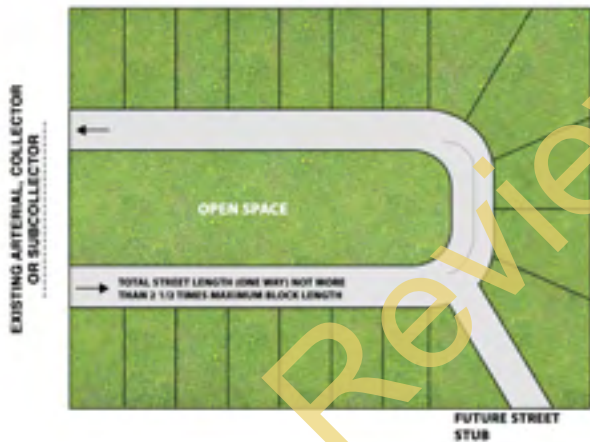 EXISTING ARTERIAL, COLLECTOR
OR SUBCOLLECTOR
OPEN SPACE
TOTAL STREET LENGTH (ONE WAY) NOT MORE
THAN 2 1/2 TIMES MAXIMUM BLOCK LENGTH
FUTURE STREET
STUB
Review